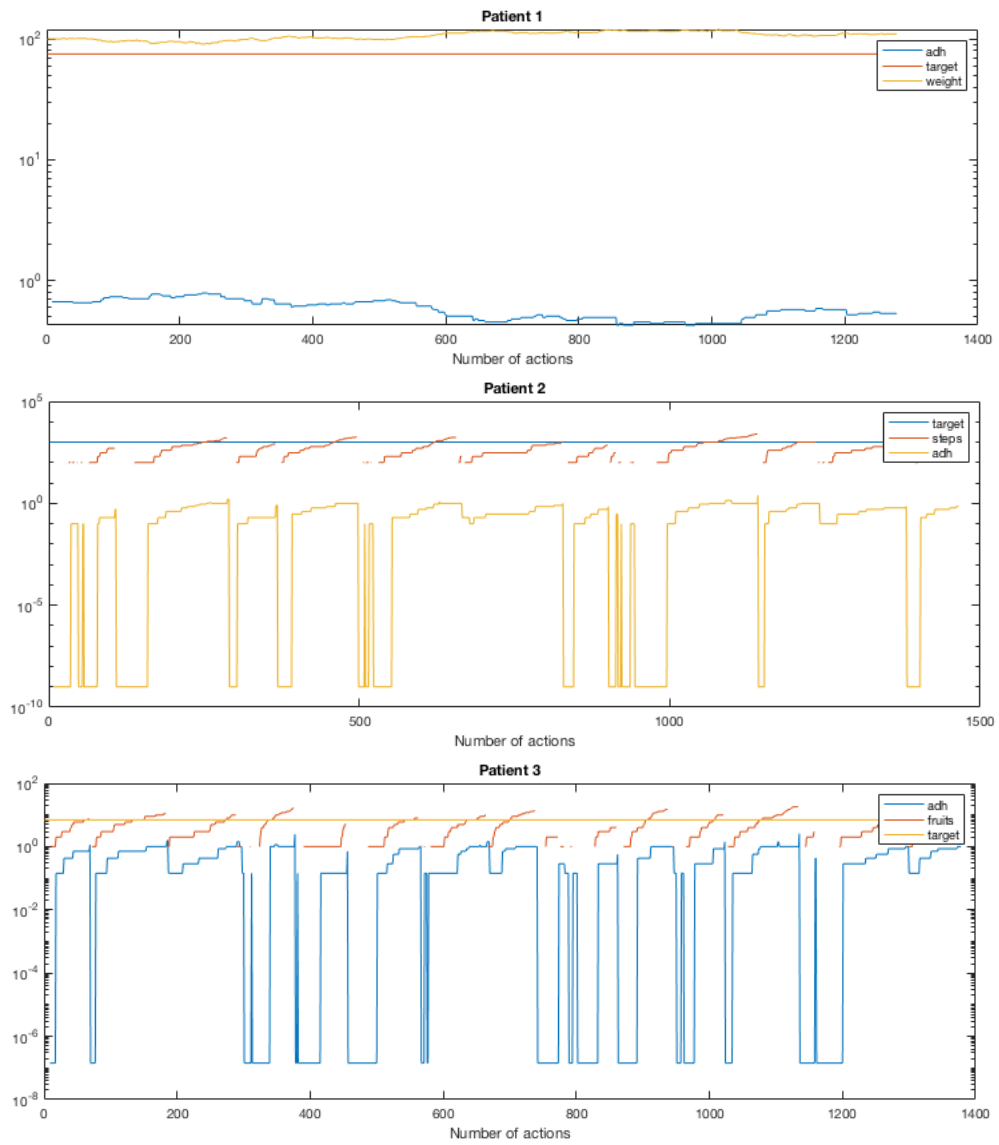 Patient 1
10^2
adh
target
weight
10^1
10^0
0 200 400 600 800 1000 1200 1400
Number of actions
Patient 2
10^5
target
steps
adh
10^0
10^-5
10^-10
0 500 1000 1500
Number of actions
Patient 3
10^2
adh
fruits
target
10^0
10^-2
10^-4
10^-6
10^-8
0 200 400 600 800 1000 1200 1400
Number of actions